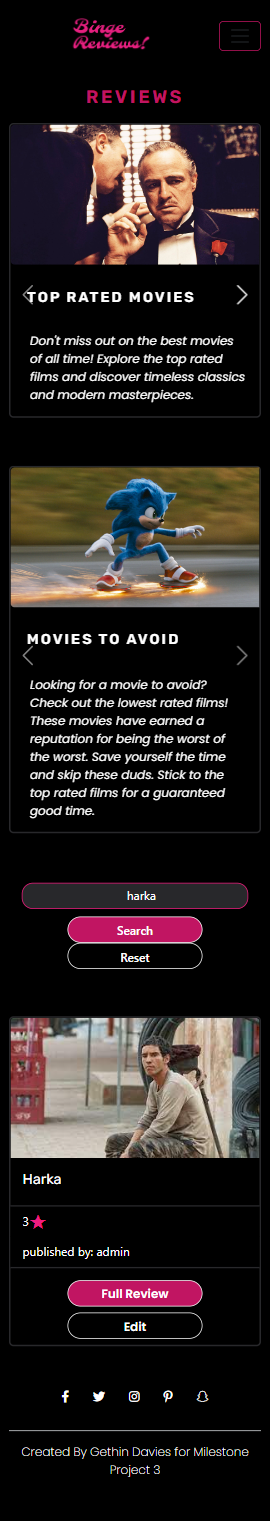 Binge
Reviews!
REVIEWS
TOP RATED MOVIES
Don't miss out on the best movies
of all time! Explore the top rated
films and discover timeless classics
and modern masterpieces.
MOVIES TO AVOID
Looking for a movie to avoid?
Check out the lowest rated films!
These movies have earned a
reputation for being the worst of
the worst. Save yourself the time
and skip these duds. Stick to the
top rated films for a guaranteed
good time.
harka
Search
Reset
Harka
3
published by: admin
Full Review
Edit
Created By Gethin Davies for Milestone
Project 3